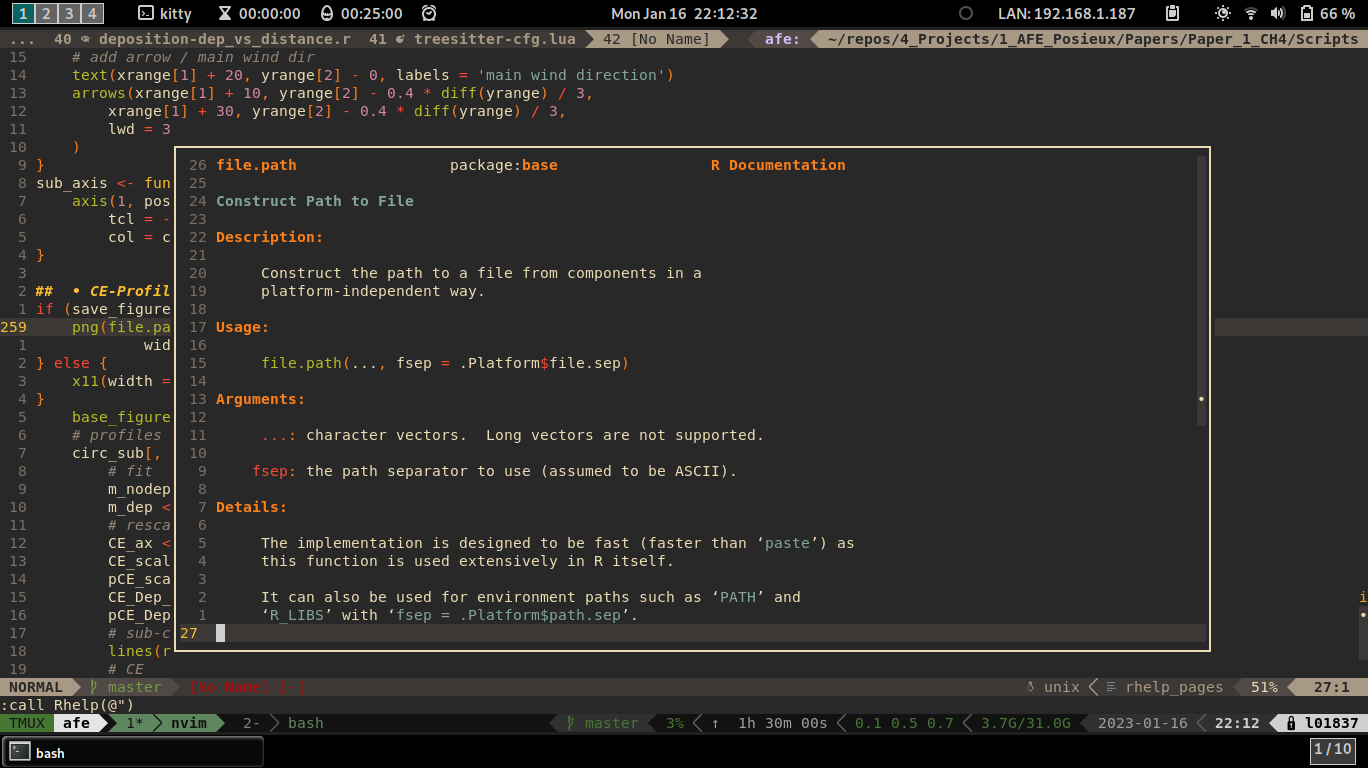 1 2 3 4 kitty 00:00:00 00:25:00 Mon Jan 16 22:12:32 LAN: 192.168.1.187 66 %
... 40 deposition-dep_vs_distance.r 41 treesitter-cfg.lua 42 [No Name] afe: ~/repos/4_Projects/1_AFE_Posieux/Papers/Paper_1_CH4/Scripts
15 # add arrow / main wind dir
14 text(xrange[1] + 20, yrange[2] - 0, labels = 'main wind direction')
13 arrows(xrange[1] + 10, yrange[2] - 0.4 * diff(yrange) / 3,
12 xrange[1] + 30, yrange[2] - 0.4 * diff(yrange) / 3,
11 lwd = 3
10 )
9 }
8 sub_axis <- fun
7 axis(1, pos
6 tcl = -
5 col = c
4 }
3
2 ## • CE-Profil
1 if (save_figure
259 png(file.pa
1 wid
2 } else {
3 x11(width =
4 }
5 base_figure
6 # profiles
7 circ_sub[,
8 # fit
9 m_nodep
10 m_dep <
11 # resca
12 CE_ax <
13 CE_scal
14 pCE_sca
15 CE_Dep_
16 pCE_Dep
17 # sub-c
18 lines(r
19 # CE
26 file.path package:base R Documentation
25
24 Construct Path to File
23
22 Description:
21
20 Construct the path to a file from components in a
19 platform-independent way.
18
17 Usage:
16
15 file.path(..., fsep = .Platform$file.sep)
14
13 Arguments:
12
11 ...: character vectors.  Long vectors are not supported.
10
9 fsep: the path separator to use (assumed to be ASCII).
8
7 Details:
6
5 The implementation is designed to be fast (faster than ‘paste’) as
4 this function is used extensively in R itself.
3
2 It can also be used for environment paths such as ‘PATH’ and
1 ‘R_LIBS’ with ‘fsep = .Platform$path.sep’.
27
i
NORMAL master [No Name] [ ] unix rhelp_pages 51% 27:1
:call Rhelp(@")
TMUX afe 1* nvim 2- bash master 3% ↑ 1h 30m 00s 0.1 0.5 0.7 3.7G/31.0G 2023-01-16 22:12 l01837
bash 1 / 10